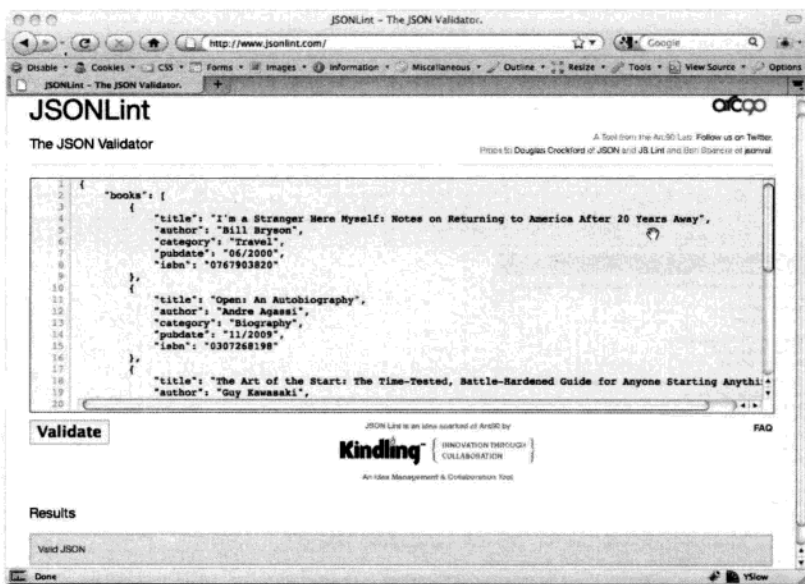 JSONLint - The JSON Validator.
http://www.jsonlint.com/
Google
Disable Cookies CSS Forms Images Information Miscellaneous Outline Resize Tools View Source Options
JSONLint - The JSON Validator.
JSONLint
arc90
The JSON Validator
A Tool from the Arc90 Lab. Follow us on Twitter.
Props to Douglas Crockford of JSON and JS Lint and
1 {
2 "books": [
3 {
4 "title": "I'm a Stranger Here Myself: Notes on Returning to America After 20 Years Away",
5 "author": "Bill Bryson",
6 "category": "Travel",
7 "pubdate": "06/2000",
8 "isbn": "0767903820"
9 },
10 {
11 "title": "Open: An Autobiography",
12 "author": "Andre Agassi",
13 "category": "Biography",
14 "pubdate": "11/2009",
15 "isbn": "0307268198"
16 },
17 {
18 "title": "The Art of the Start: The Time-Tested, Battle-Hardened Guide for Anyone Starting Anythi
19 "author": "Guy Kawasaki",
20
Validate
JSON Lint is an idea sparked at Arc90 by
FAQ
Kindling
INNOVATION THROUGH
COLLABORATION
An Idea Management & Collaboration Tool
Results
Valid JSON
Done
YSlow